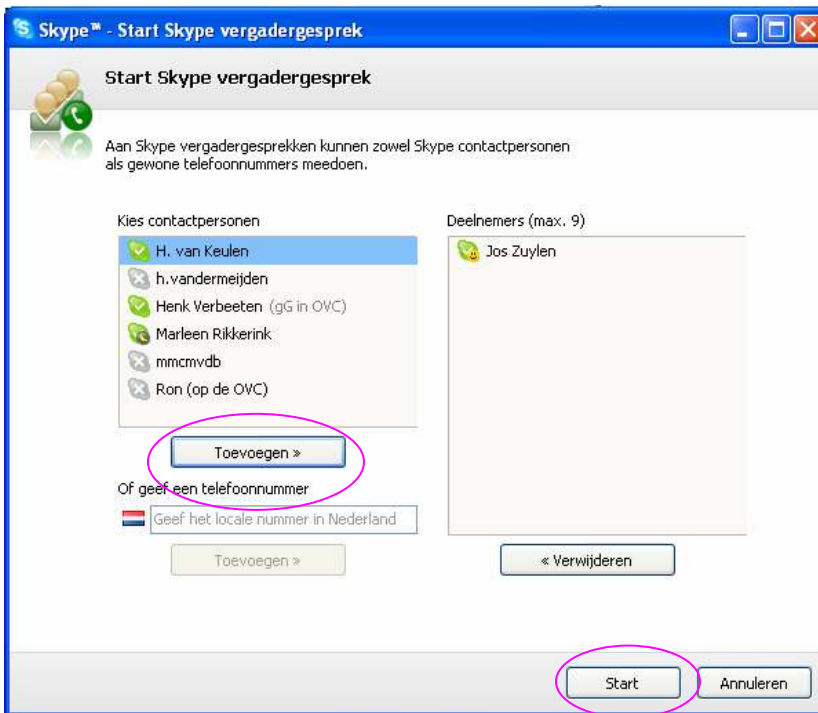 Skype™ - Start Skype vergadergesprek
Start Skype vergadergesprek
Aan Skype vergadergesprekken kunnen zowel Skype contactpersonen
als gewone telefoonnummers meedoen.
Kies contactpersonen
H. van Keulen
h.vandermeijden
Henk Verbeeten (gG in OVC)
Marleen Rikkerink
mmcmvdb
Ron (op de OVC)
Toevoegen »
Of geef een telefoonnummer
Geef het locale nummer in Nederland
Toevoegen »
Deelnemers (max. 9)
Jos Zuylen
« Verwijderen
Start
Annuleren